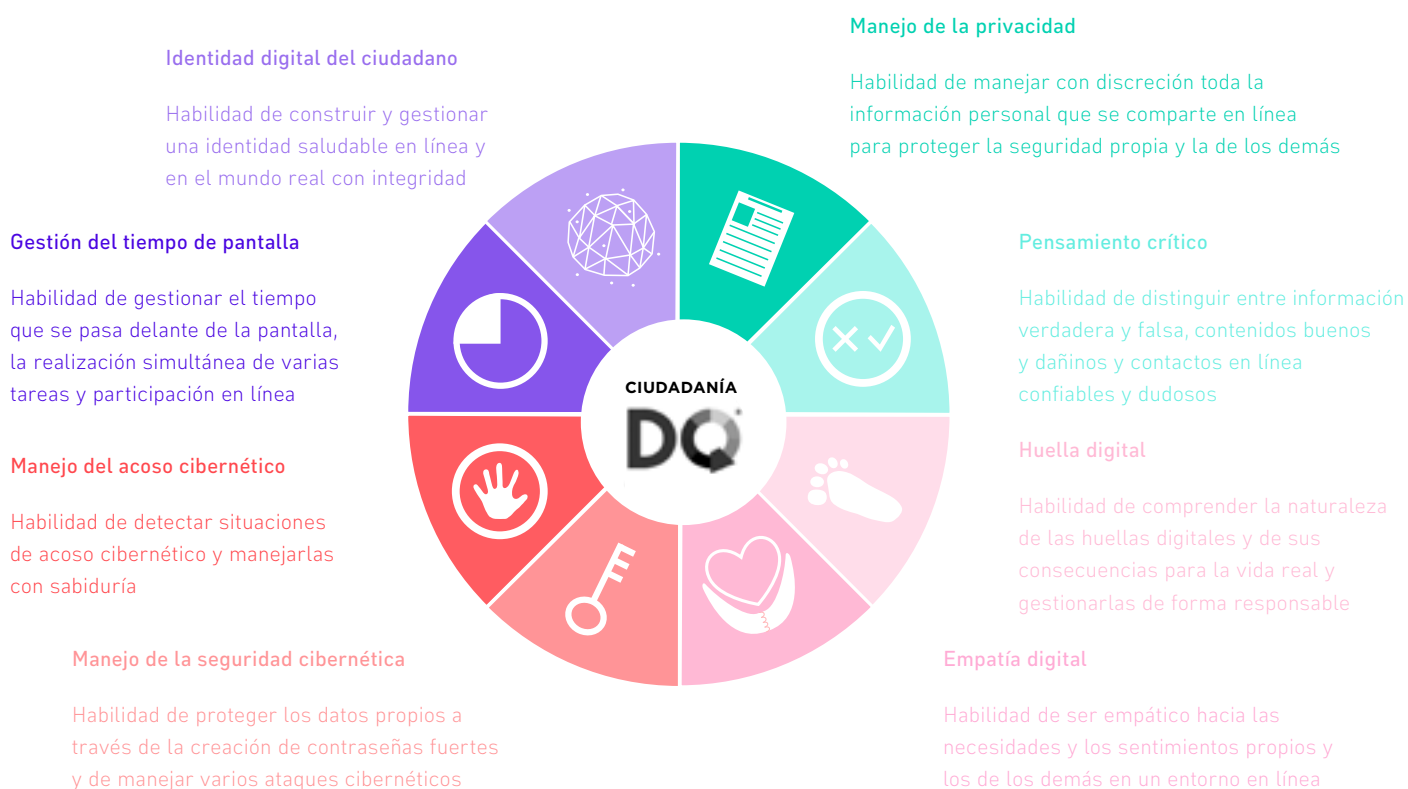 Identidad digital del ciudadano
Habilidad de construir y gestionar
una identidad saludable en línea y
en el mundo real con integridad
Manejo de la privacidad
Habilidad de manejar con discreción toda la
información personal que se comparte en línea
para proteger la seguridad propia y la de los demás
Gestión del tiempo de pantalla
Habilidad de gestionar el tiempo
que se pasa delante de la pantalla,
la realización simultánea de varias
tareas y participación en línea
Pensamiento crítico
Habilidad de distinguir entre información
verdadera y falsa, contenidos buenos
y dañinos y contactos en línea
confiables y dudosos
CIUDADANÍA
DQ
Manejo del acoso cibernético
Habilidad de detectar situaciones
de acoso cibernético y manejarlas
con sabiduría
Huella digital
Habilidad de comprender la naturaleza
de las huellas digitales y de sus
consecuencias para la vida real y
gestionarlas de forma responsable
Manejo de la seguridad cibernética
Habilidad de proteger los datos propios a
través de la creación de contraseñas fuertes
y de manejar varios ataques cibernéticos
Empatía digital
Habilidad de ser empático hacia las
necesidades y los sentimientos propios y
los de los demás en un entorno en línea